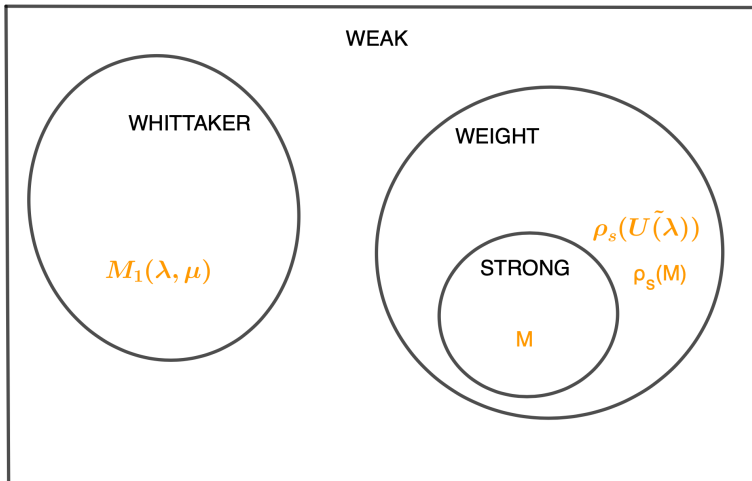 WEAK
WHITTAKER
WEIGHT
ρₛ(Ũ(λ))
STRONG
ρₛ(M)
M₁(λ, μ)
M